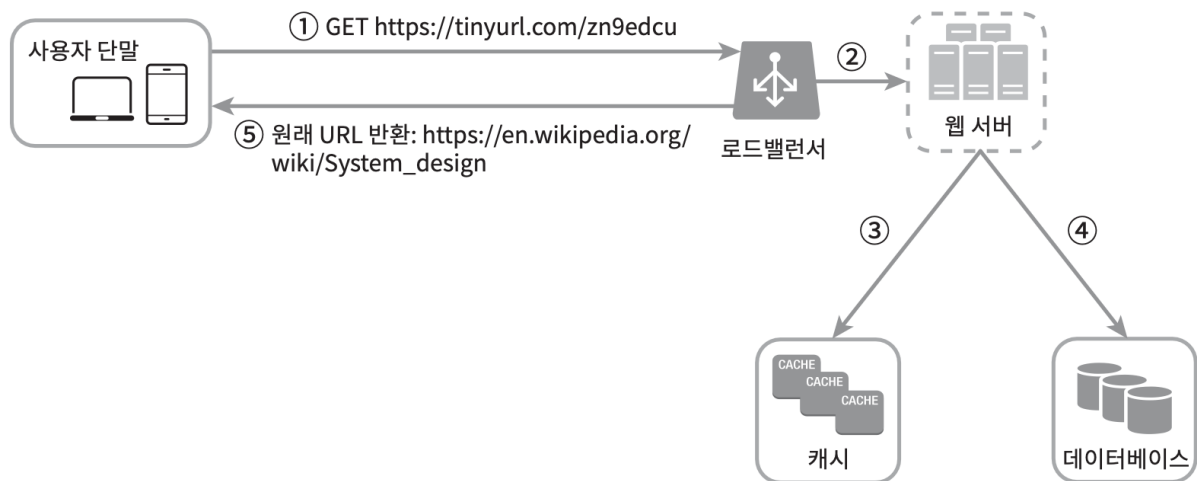 사용자 단말
① GET https://tinyurl.com/zn9edcu
②
웹 서버
로드밸런서
⑤ 원래 URL 반환: https://en.wikipedia.org/
wiki/System_design
③
④
CACHE
CACHE
CACHE
캐시
데이터베이스